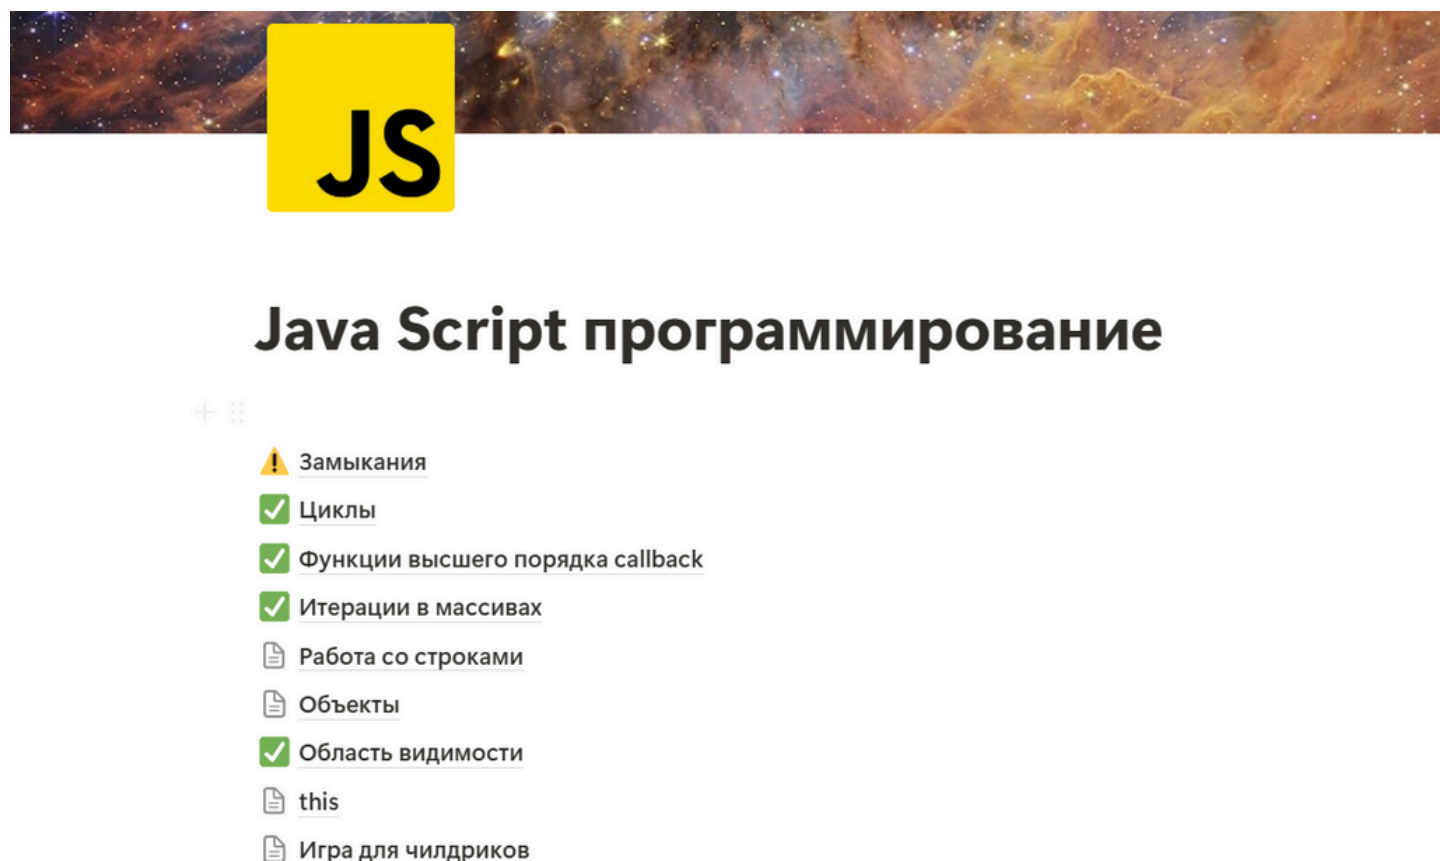 JS
Java Script программирование
Замыкания
Циклы
Функции высшего порядка callback
Итерации в массивах
Работа со строками
Объекты
Область видимости
this
Игра для чилдриков